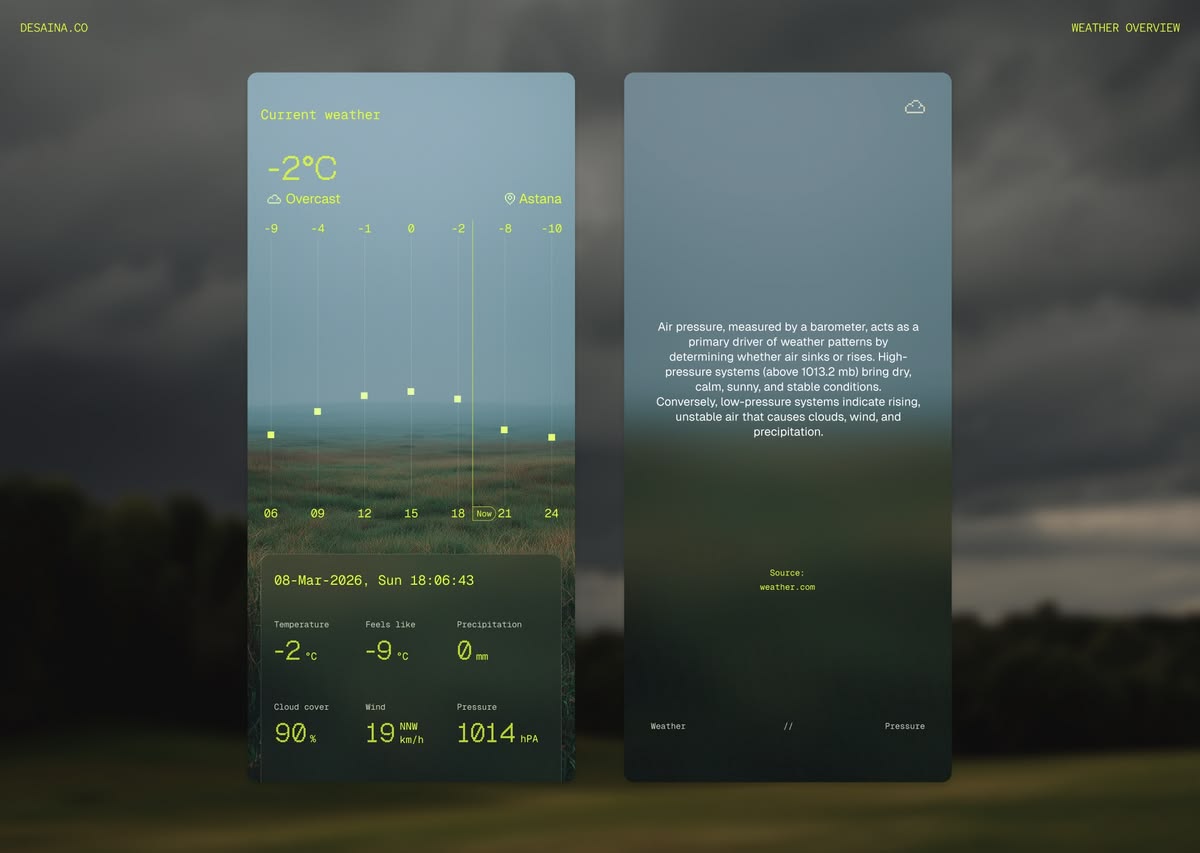 DESAINA.CO
WEATHER OVERVIEW
Current weather
-2°C
Overcast
Astana
-9 -4 -1 0 -2 -8 -10
06 09 12 15 18 Now 21 24
08-Mar-2026, Sun 18:06:43
Temperature Feels like Precipitation
-2 °C -9 °C 0 mm
Cloud cover Wind Pressure
90 % 19 NNW km/h 1014 hPA
Air pressure, measured by a barometer, acts as a
primary driver of weather patterns by
determining whether air sinks or rises. High-
pressure systems (above 1013.2 mb) bring dry,
calm, sunny, and stable conditions.
Conversely, low-pressure systems indicate rising,
unstable air that causes clouds, wind, and
precipitation.
Source:
weather.com
Weather // Pressure